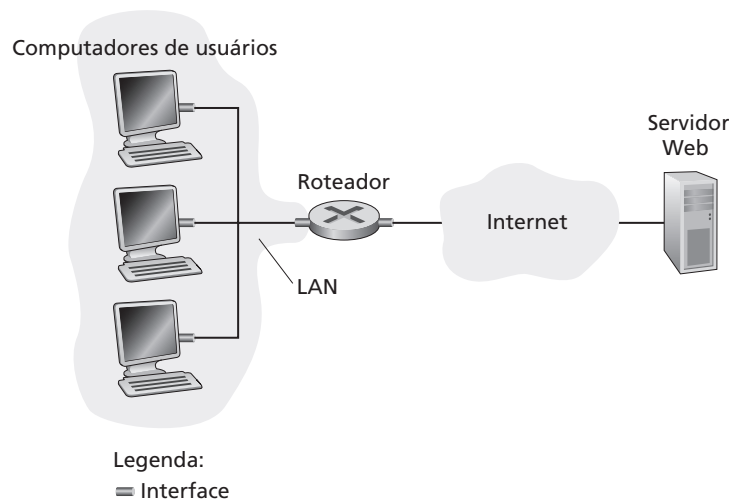 Computadores de usuários
Roteador
LAN
Internet
Servidor
Web
Legenda:
Interface